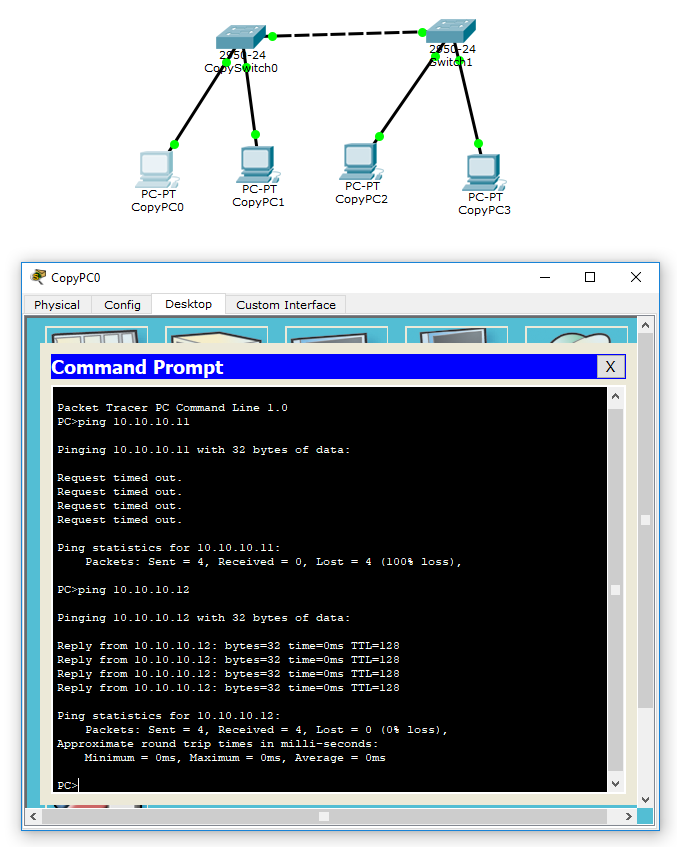 2950-24
CopySwitch0
2950-24
Switch1
PC-PT
CopyPC0
PC-PT
CopyPC1
PC-PT
CopyPC2
PC-PT
CopyPC3
CopyPC0
Physical Config Desktop Custom Interface
Command Prompt X
Packet Tracer PC Command Line 1.0
PC>ping 10.10.10.11
Pinging 10.10.10.11 with 32 bytes of data:
Request timed out.
Request timed out.
Request timed out.
Request timed out.
Ping statistics for 10.10.10.11:
Packets: Sent = 4, Received = 0, Lost = 4 (100% loss),
PC>ping 10.10.10.12
Pinging 10.10.10.12 with 32 bytes of data:
Reply from 10.10.10.12: bytes=32 time=0ms TTL=128
Reply from 10.10.10.12: bytes=32 time=0ms TTL=128
Reply from 10.10.10.12: bytes=32 time=0ms TTL=128
Reply from 10.10.10.12: bytes=32 time=0ms TTL=128
Ping statistics for 10.10.10.12:
Packets: Sent = 4, Received = 4, Lost = 0 (0% loss),
Approximate round trip times in milli-seconds:
Minimum = 0ms, Maximum = 0ms, Average = 0ms
PC>